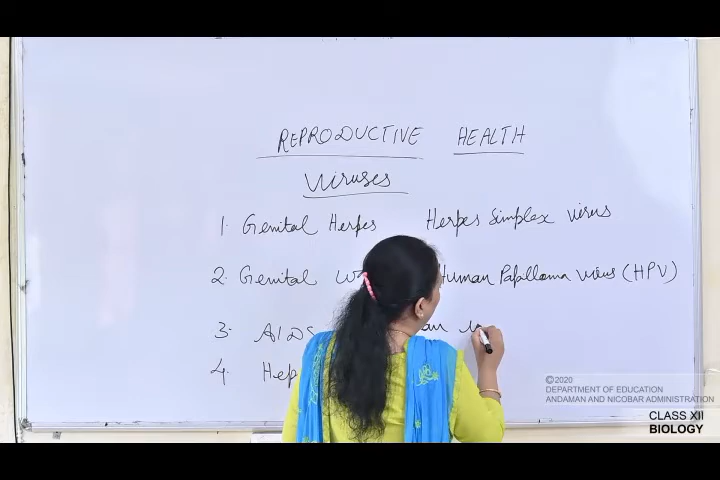 REPRODUCTIVE HEALTH
Viruses
1. Genital Herpes Herpes Simplex virus
2. Genital Human Papilloma virus (HPV)
3. AIDS
4. Hep
©2020
DEPARTMENT OF EDUCATION
ANDAMAN AND NICOBAR ADMINISTRATION
CLASS XII
BIOLOGY